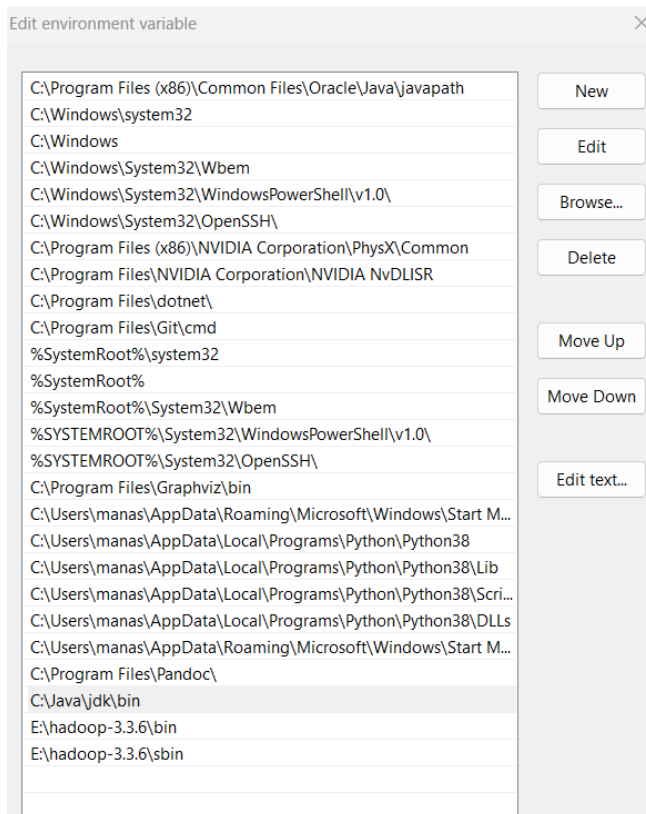 Edit environment variable
C:\Program Files (x86)\Common Files\Oracle\Java\javapath
C:\Windows\system32
C:\Windows
C:\Windows\System32\Wbem
C:\Windows\System32\WindowsPowerShell\v1.0\
C:\Windows\System32\OpenSSH\
C:\Program Files (x86)\NVIDIA Corporation\PhysX\Common
C:\Program Files\NVIDIA Corporation\NVIDIA NvDLISR
C:\Program Files\dotnet\
C:\Program Files\Git\cmd
%SystemRoot%\system32
%SystemRoot%
%SystemRoot%\System32\Wbem
%SYSTEMROOT%\System32\WindowsPowerShell\v1.0\
%SYSTEMROOT%\System32\OpenSSH\
C:\Program Files\Graphviz\bin
C:\Users\manas\AppData\Roaming\Microsoft\Windows\Start M...
C:\Users\manas\AppData\Local\Programs\Python\Python38
C:\Users\manas\AppData\Local\Programs\Python\Python38\Lib
C:\Users\manas\AppData\Local\Programs\Python\Python38\Scri...
C:\Users\manas\AppData\Local\Programs\Python\Python38\DLLs
C:\Users\manas\AppData\Roaming\Microsoft\Windows\Start M...
C:\Program Files\Pandoc\
C:\Java\jdk\bin
E:\hadoop-3.3.6\bin
E:\hadoop-3.3.6\sbin
New
Edit
Browse...
Delete
Move Up
Move Down
Edit text...